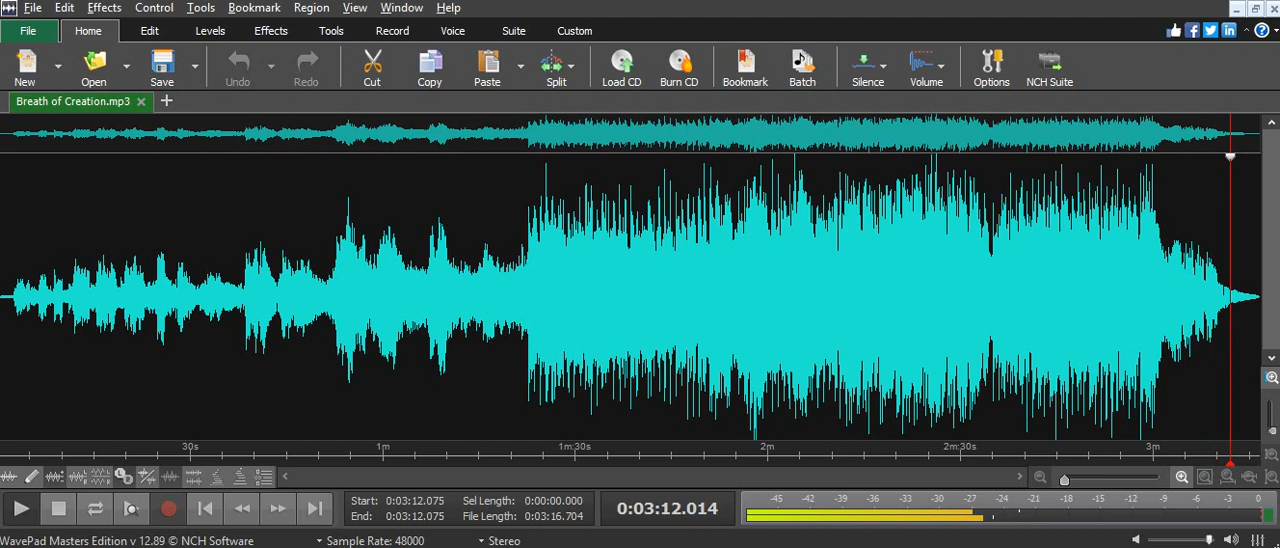 File Edit Effects Control Tools Bookmark Region View Window Help
File Home Edit Levels Effects Tools Record Voice Suite Custom
New Open Save Undo Redo Cut Copy Paste Split Load CD Burn CD Bookmark Batch Silence Volume Options NCH Suite
Breath of Creation.mp3
30s 1m 1m:30s 2m 2m:30s 3m
Start: 0:03:12.075 Sel Length: 0:00:00.000
End: 0:03:12.075 File Length: 0:03:16.704
0:03:12.014
-45 -42 -39 -36 -33 -30 -27 -24 -21 -18 -15 -12 -9 -6 -3 0
WavePad Masters Edition v 12.89 © NCH Software Sample Rate: 48000 Stereo